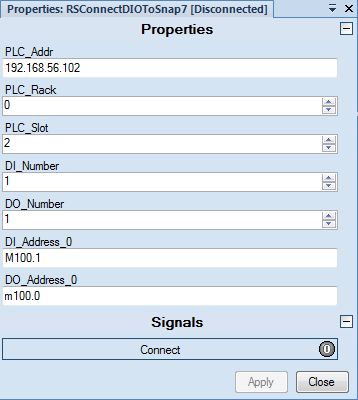 Properties: RSConnectDIOToSnap7 [Disconnected]
Properties
PLC_Addr
192.168.56.102
PLC_Rack
0
PLC_Slot
2
DI_Number
1
DO_Number
1
DI_Address_0
M100.1
DO_Address_0
m100.0
Signals
Connect 0
Apply Close